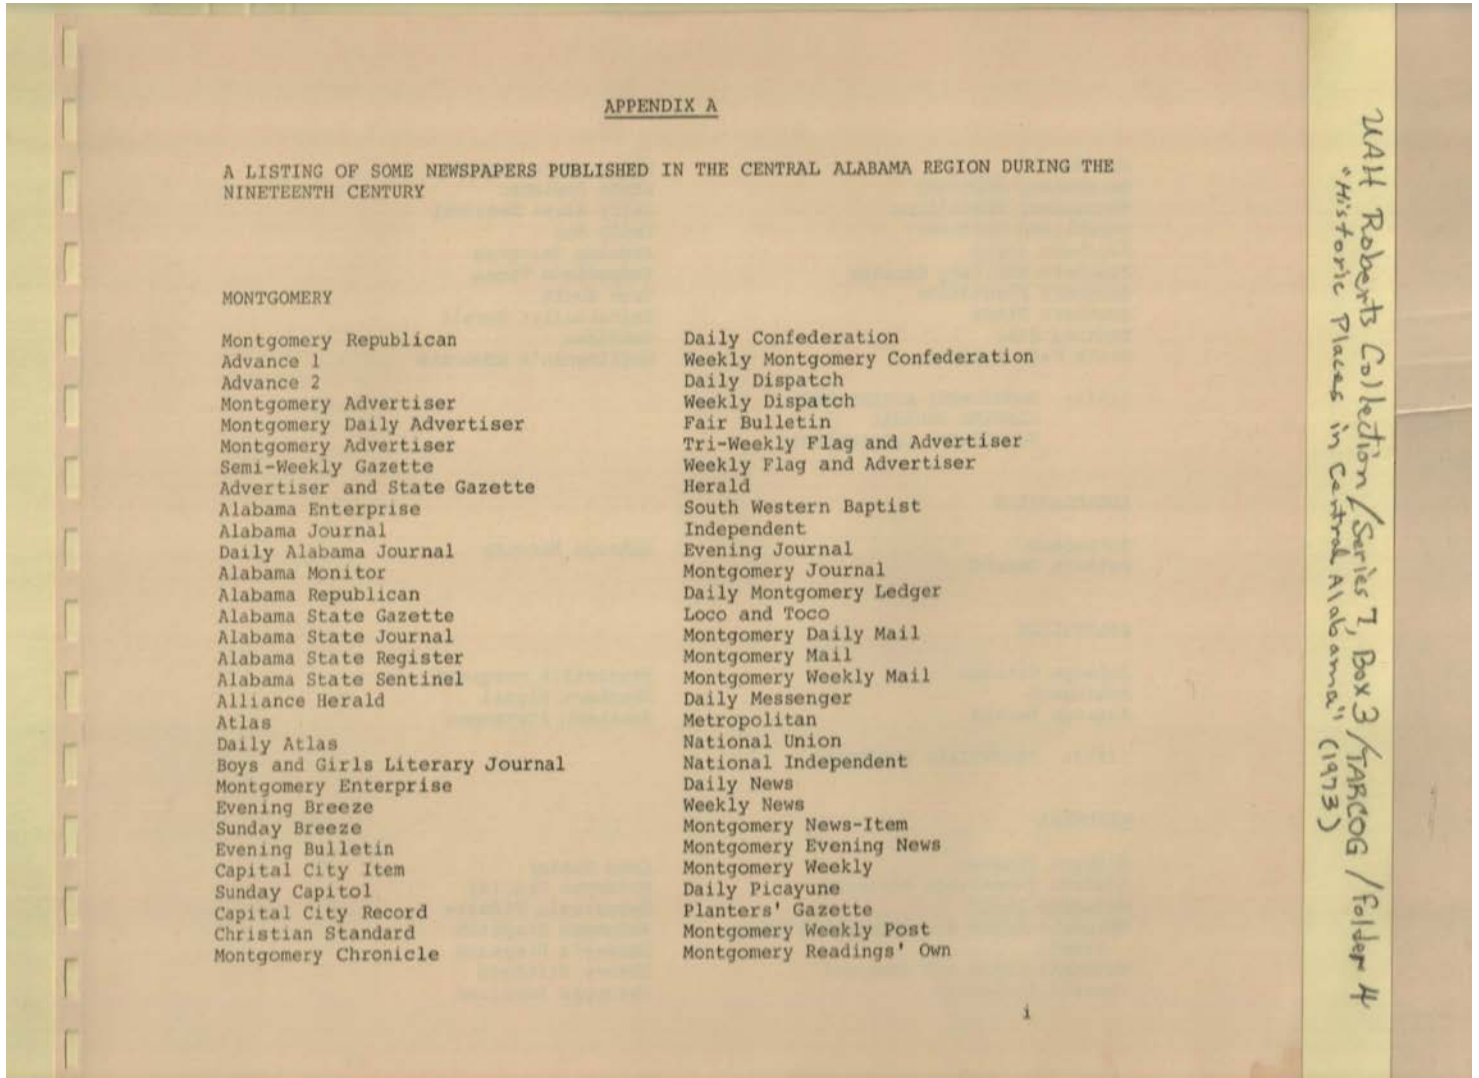 APPENDIX A
A LISTING OF SOME NEWSPAPERS PUBLISHED IN THE CENTRAL ALABAMA REGION DURING THE
NINETEENTH CENTURY
MONTGOMERY
Montgomery Republican
Advance 1
Advance 2
Montgomery Advertiser
Montgomery Daily Advertiser
Montgomery Advertiser
Semi-Weekly Gazette
Advertiser and State Gazette
Alabama Enterprise
Alabama Journal
Daily Alabama Journal
Alabama Monitor
Alabama Republican
Alabama State Gazette
Alabama State Journal
Alabama State Register
Alabama State Sentinel
Alliance Herald
Atlas
Daily Atlas
Boys and Girls Literary Journal
Montgomery Enterprise
Evening Breeze
Sunday Breeze
Evening Bulletin
Capital City Item
Sunday Capitol
Capital City Record
Christian Standard
Montgomery Chronicle
Daily Confederation
Weekly Montgomery Confederation
Daily Dispatch
Weekly Dispatch
Fair Bulletin
Tri-Weekly Flag and Advertiser
Weekly Flag and Advertiser
Herald
South Western Baptist
Independent
Evening Journal
Montgomery Journal
Daily Montgomery Ledger
Loco and Toco
Montgomery Daily Mail
Montgomery Mail
Montgomery Weekly Mail
Daily Messenger
Metropolitan
National Union
National Independent
Daily News
Weekly News
Montgomery News-Item
Montgomery Evening News
Montgomery Weekly
Daily Picayune
Planters' Gazette
Montgomery Weekly Post
Montgomery Readings' Own
i
UAH Roberts Collection/Series 7, Box 3/TARCOG/Folder 4
"Historic Places in Central Alabama" (1973)